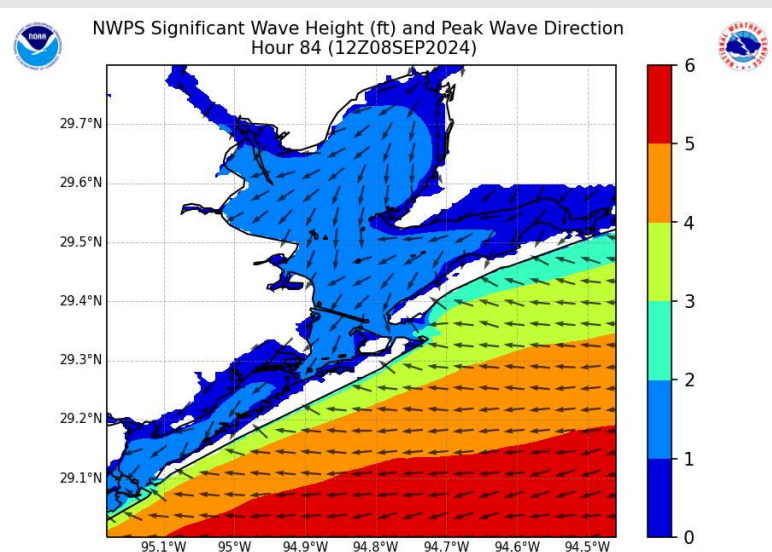 NWPS Significant Wave Height (ft) and Peak Wave Direction
Hour 84 (12Z08SEP2024)
NOAA
6
5
4
3
2
1
0
29.7°N
29.6°N
29.5°N
29.4°N
29.3°N
29.2°N
29.1°N
95.1°W 95°W 94.9°W 94.8°W 94.7°W 94.6°W 94.5°W